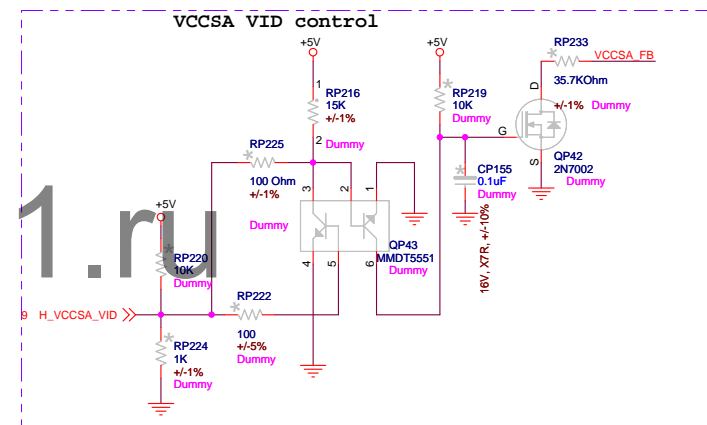 VCCSA VID control
+5V
+5V
RP233
VCCSA_FB
35.7KOhm
+/-1% Dummy
1
RP216
15K
+/-1%
2 Dummy
RP219
10K
Dummy
D
G
S
QP42
2N7002
Dummy
RP225
100 Ohm
+/-1%
Dummy
CP155
0.1uF
Dummy
16V, X7R, +/-10%
3 2 1
4 5 6
QP43
MMDT5551
Dummy
1.ru
+5V
RP220
10K
Dummy
RP222
100
+/-5%
Dummy
9 H_VCCSA_VID
RP224
1K
+/-1%
Dummy